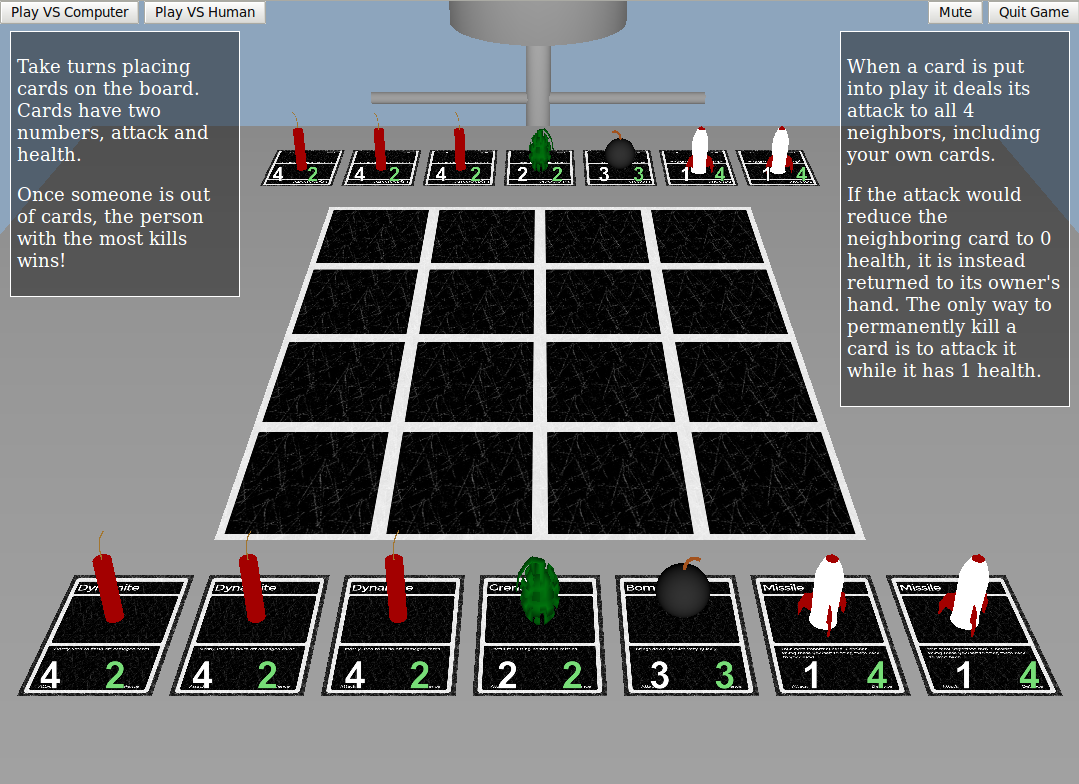 Play VS Computer
Play VS Human
Mute
Quit Game
Take turns placing
cards on the board.
Cards have two
numbers, attack and
health.
Once someone is out
of cards, the person
with the most kills
wins!
When a card is put
into play it deals its
attack to all 4
neighbors, including
your own cards.
If the attack would
reduce the
neighboring card to 0
health, it is instead
returned to its owner's
hand. The only way to
permanently kill a
card is to attack it
while it has 1 health.
4 2
4 2
4 2
2 2
3 3
1 4
1 4
Missile
Missile
4 2
4 2
4 2
2 2
3 3
1 4
1 4